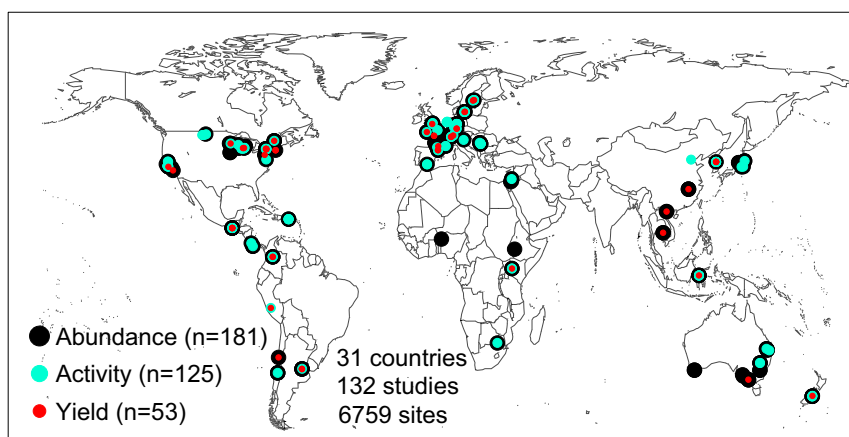 Abundance (n=181)
Activity (n=125)
Yield (n=53)
31 countries
132 studies
6759 sites